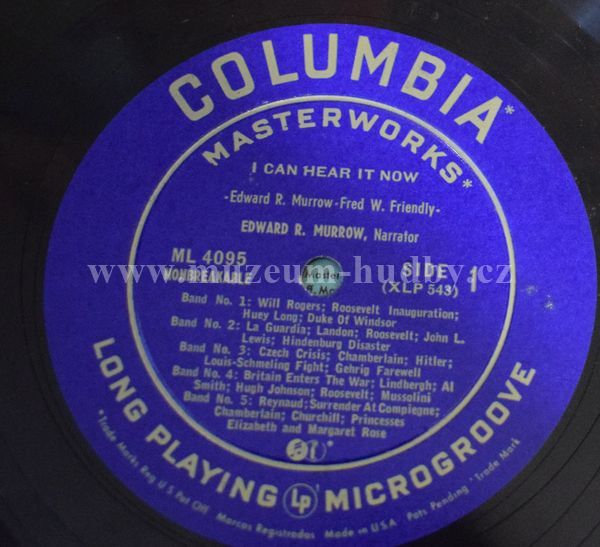 COLUMBIA*
MASTERWORKS*
I CAN HEAR IT NOW
-Edward R. Murrow-Fred W. Friendly-
EDWARD R. MURROW, Narrator
ML 4095
NONBREAKABLE
SIDE 1
(XLP 543)
Master
R. Mc
www.muzeum-hudby.cz
Band No. 1: Will Rogers; Roosevelt Inauguration;
Huey Long; Duke Of Windsor
Band No. 2: La Guardia; Landon; Roosevelt; John L.
Lewis; Hindenburg Disaster
Band No. 3: Czech Crisis; Chamberlain; Hitler;
Louis-Schmeling Fight; Gehrig Farewell
Band No. 4: Britain Enters The War; Lindbergh; Al
Smith; Hugh Johnson; Roosevelt; Mussolini
Band No. 5: Reynaud; Surrender At Compiegne;
Chamberlain; Churchill; Princesses
Elizabeth and Margaret Rose
LONG PLAYING LP MICROGROOVE
*Trade Marks Reg U S Pat Off Marcas Registradas Made in U.S.A. Pats Pending *Trade Mark